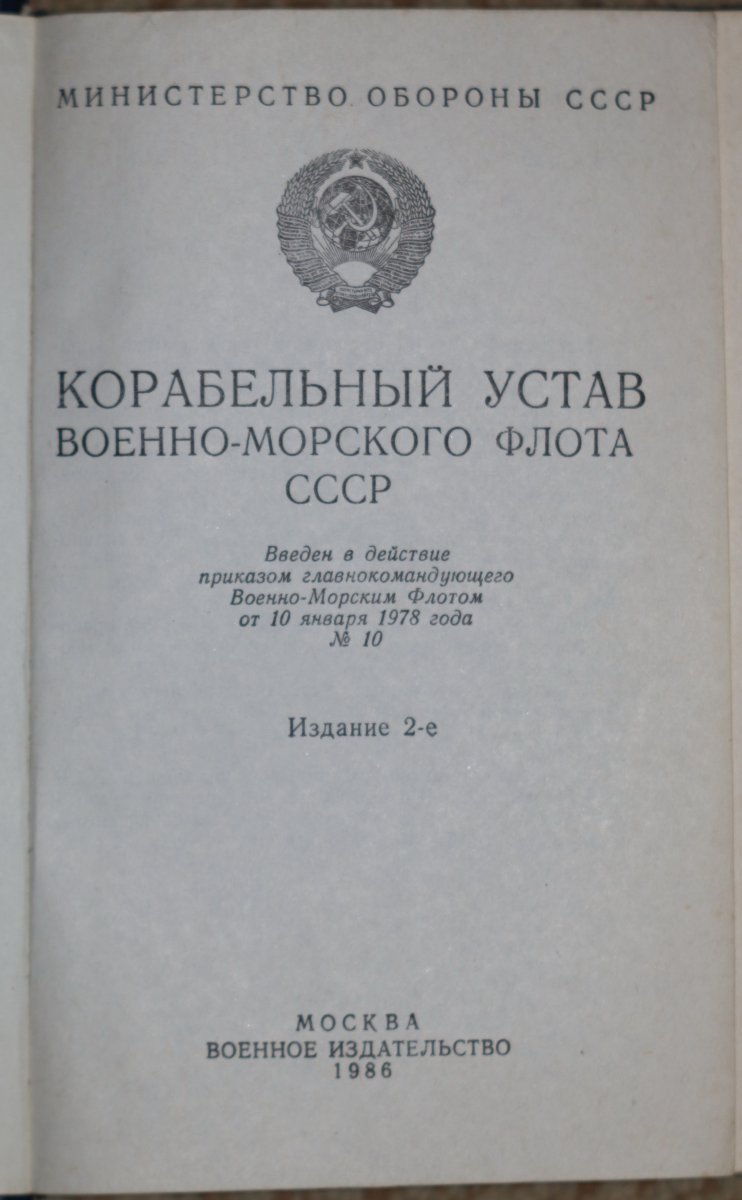 МИНИСТЕРСТВО ОБОРОНЫ СССР
КОРАБЕЛЬНЫЙ УСТАВ
ВОЕННО-МОРСКОГО ФЛОТА
СССР
Введен в действие
приказом главнокомандующего
Военно-Морским Флотом
от 10 января 1978 года
№ 10
Издание 2-е
МОСКВА
ВОЕННОЕ ИЗДАТЕЛЬСТВО
1986